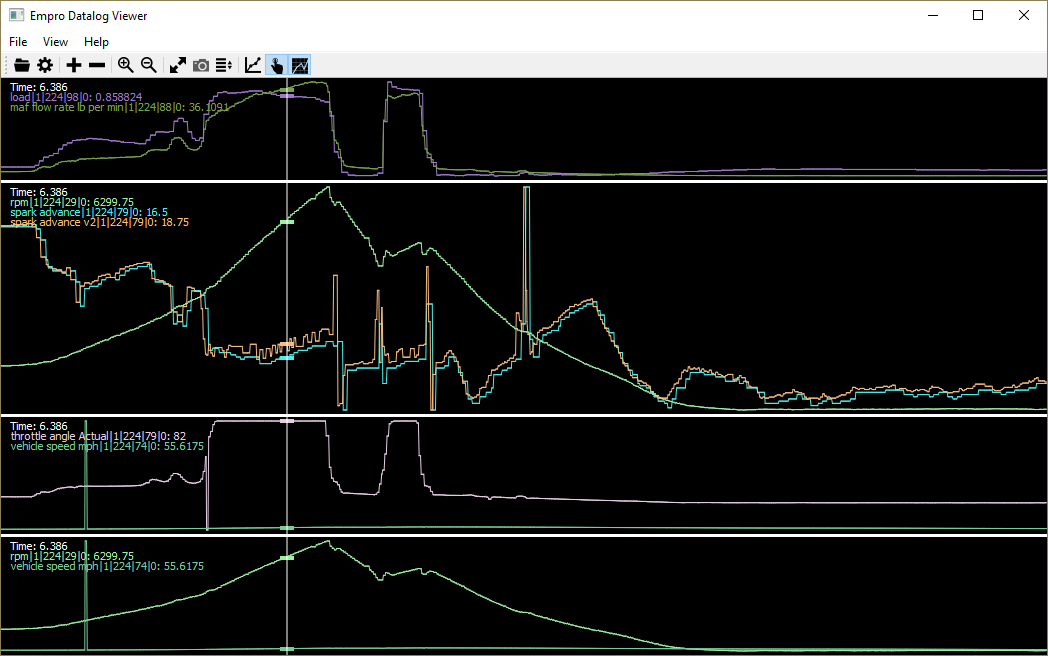 Empro Datalog Viewer
File View Help
Time: 6.386
load|1|224|98|0: 0.858824
maf flow rate lb per min|1|224|88|0: 36.1091
Time: 6.386
rpm|1|224|29|0: 6299.75
spark advance|1|224|79|0: 16.5
spark advance v2|1|224|79|0: 18.75
Time: 6.386
throttle angle Actual|1|224|79|0: 82
vehicle speed mph|1|224|74|0: 55.6175
Time: 6.386
rpm|1|224|29|0: 6299.75
vehicle speed mph|1|224|74|0: 55.6175